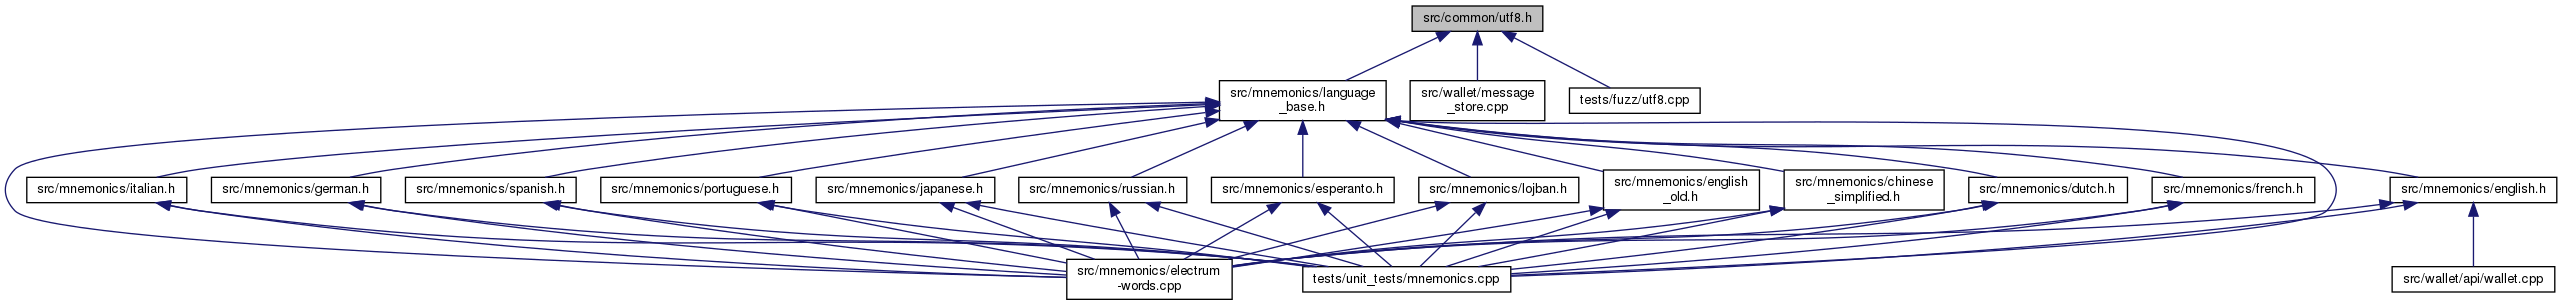 src/common/utf8.h
src/mnemonics/language
_base.h
src/wallet/message
_store.cpp
tests/fuzz/utf8.cpp
src/mnemonics/italian.h
src/mnemonics/german.h
src/mnemonics/spanish.h
src/mnemonics/portuguese.h
src/mnemonics/japanese.h
src/mnemonics/russian.h
src/mnemonics/esperanto.h
src/mnemonics/lojban.h
src/mnemonics/english
_old.h
src/mnemonics/chinese
_simplified.h
src/mnemonics/dutch.h
src/mnemonics/french.h
src/mnemonics/english.h
src/mnemonics/electrum
-words.cpp
tests/unit_tests/mnemonics.cpp
src/wallet/api/wallet.cpp